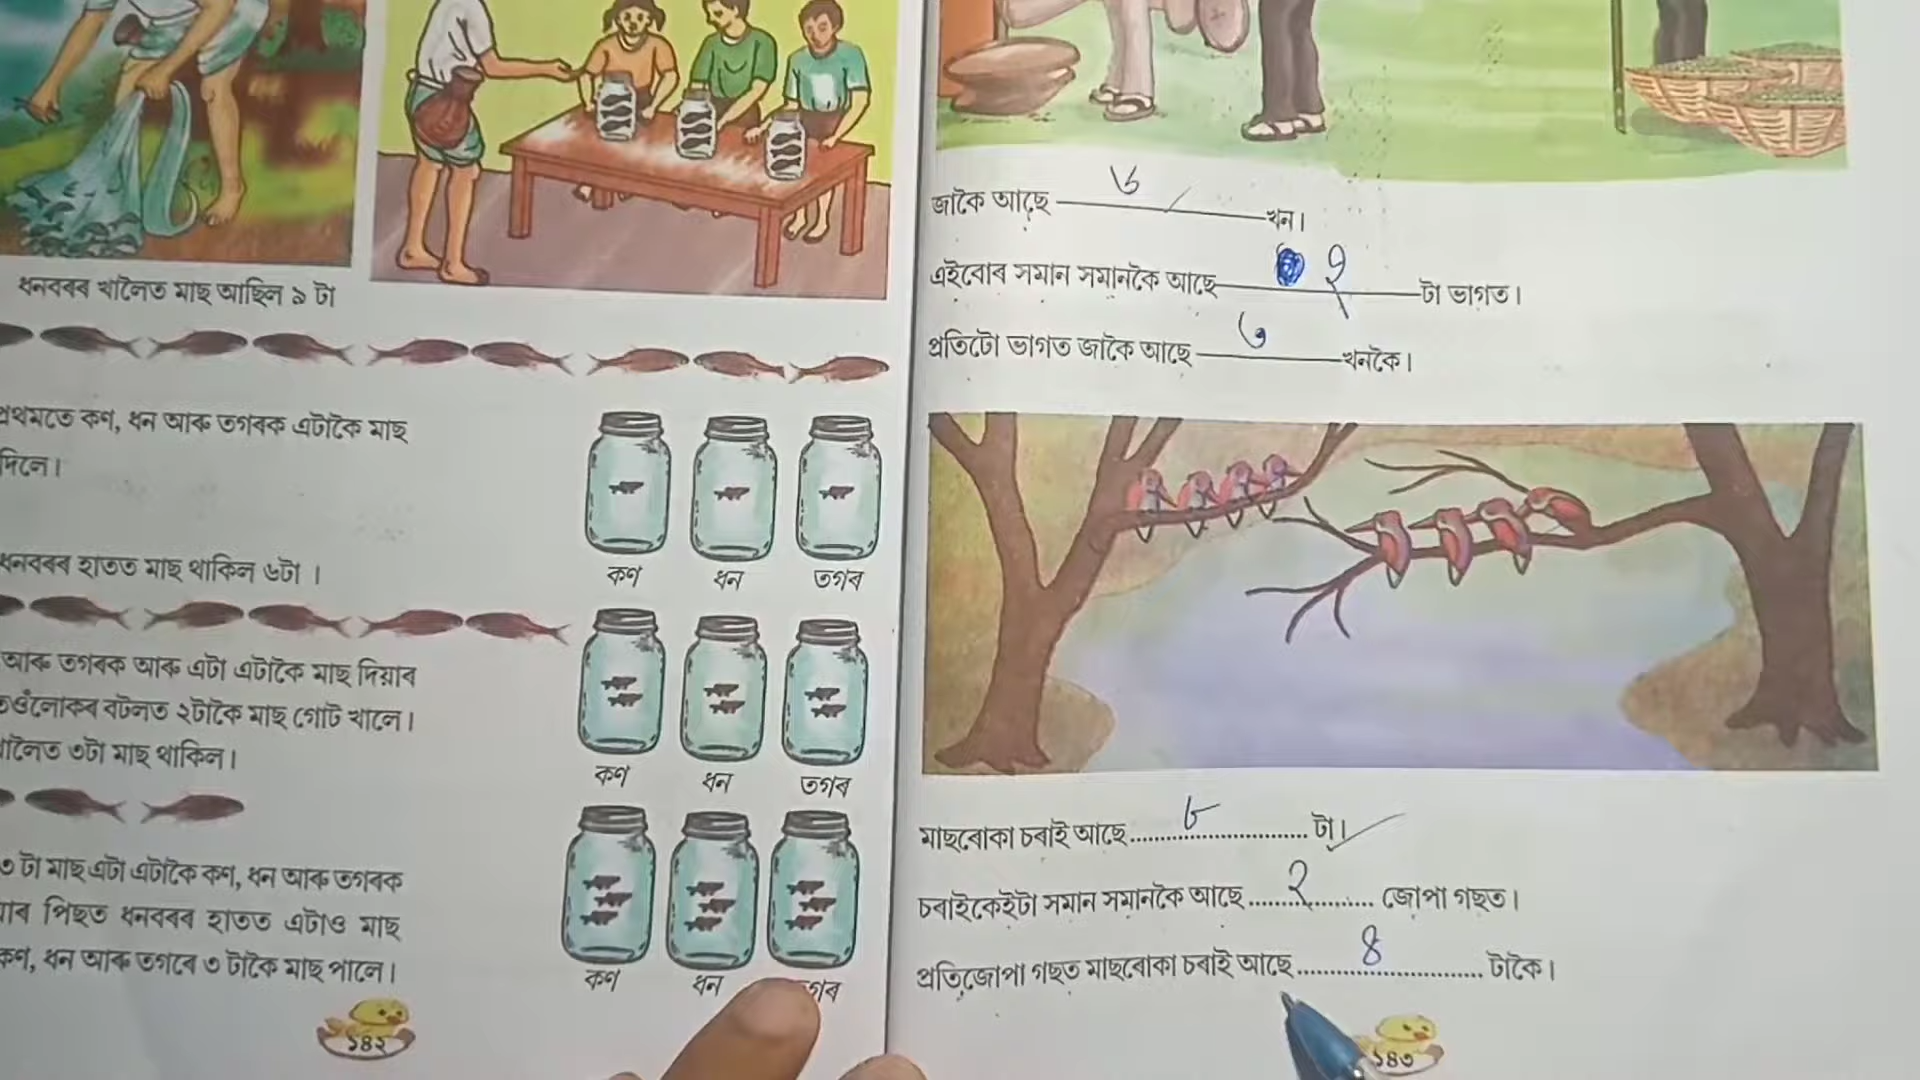 ধনবৰৰ খালৈত মাছ আছিল ৯ টা
প্ৰথমতে কণ, ধন আৰু তগৰক এটাকৈ মাছ
দিলে।
কণ ধন তগৰ
ধনবৰৰ হাতত মাছ থাকিল ৬টা ।
আৰু তগৰক আৰু এটা এটাকৈ মাছ দিয়াৰ
তেওঁলোকৰ বটলত ২টাকৈ মাছ গোট খালে।
খালৈত ৩টা মাছ থাকিল।
কণ ধন তগৰ
৩ টা মাছ এটা এটাকৈ কণ, ধন আৰু তগৰক
পিছত ধনবৰৰ হাতত এটাও মাছ
কণ, ধন আৰু তগৰে ৩ টাকৈ মাছ পালে।
কণ ধন গৰ
১৪২
জাকৈ আছে ৬ খন।
এইবোৰ সমান সমানকৈ আছে ২ টা ভাগত।
প্ৰতিটো ভাগত জাকৈ আছে ৩ খনকৈ।
মাছৰোকা চৰাই আছে ৮ টা।
চৰাইকেইটা সমান সমানকৈ আছে ২ জোপা গছত।
প্ৰতিজোপা গছত মাছৰোকা চৰাই আছে ৪ টাকৈ।
১৪৩